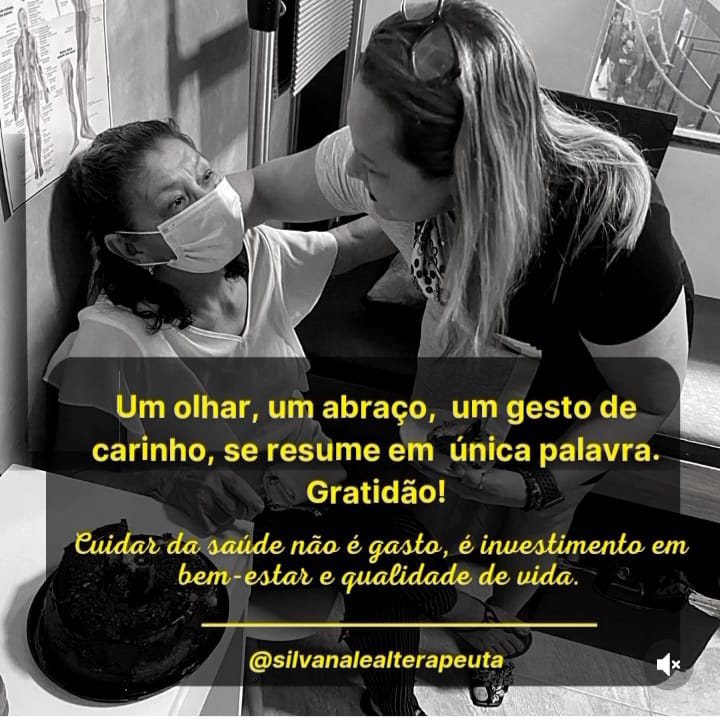 Um olhar, um abraço, um gesto de
carinho, se resume em única palavra.
Gratidão!
Cuidar da saúde não é gasto, é investimento em
bem-estar e qualidade de vida.
@silvanalealterapeuta